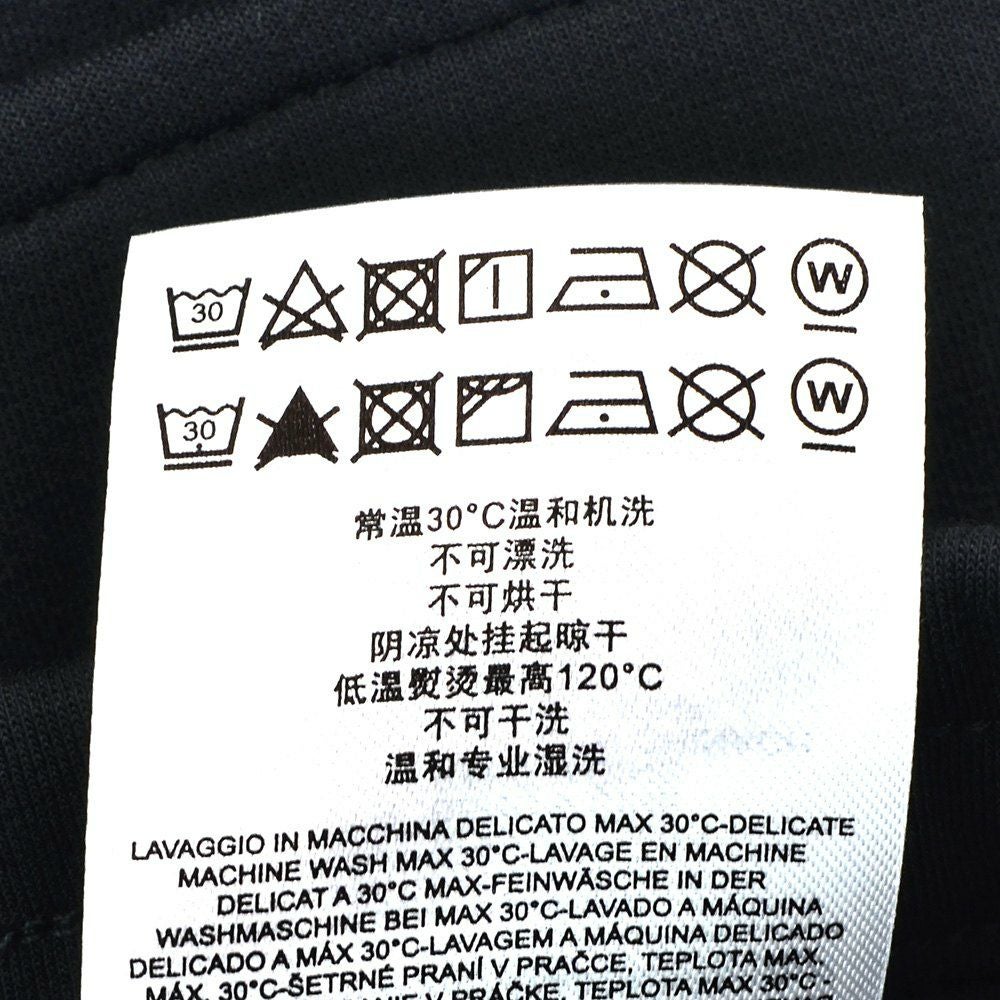 30 W
30 W
常温30°C温和机洗
不可漂洗
不可烘干
阴凉处挂起晾干
低温熨烫最高120°C
不可干洗
温和专业湿洗
LAVAGGIO IN MACCHINA DELICATO MAX 30°C-DELICATE
MACHINE WASH MAX 30°C-LAVAGE EN MACHINE
DELICAT A 30°C MAX-FEINWÄSCHE IN DER
WASHMASCHINE BEI MAX 30°C-LAVADO A MÁQUINA
DELICADO A MÁX 30°C-LAVAGEM A MÁQUINA DELICADO
MÁX. 30°C-ŠETRNÉ PRANÍ V PRAČCE, TEPLOTA MAX.
V PRÁČKE, TEPLOTA MAX 30°C -